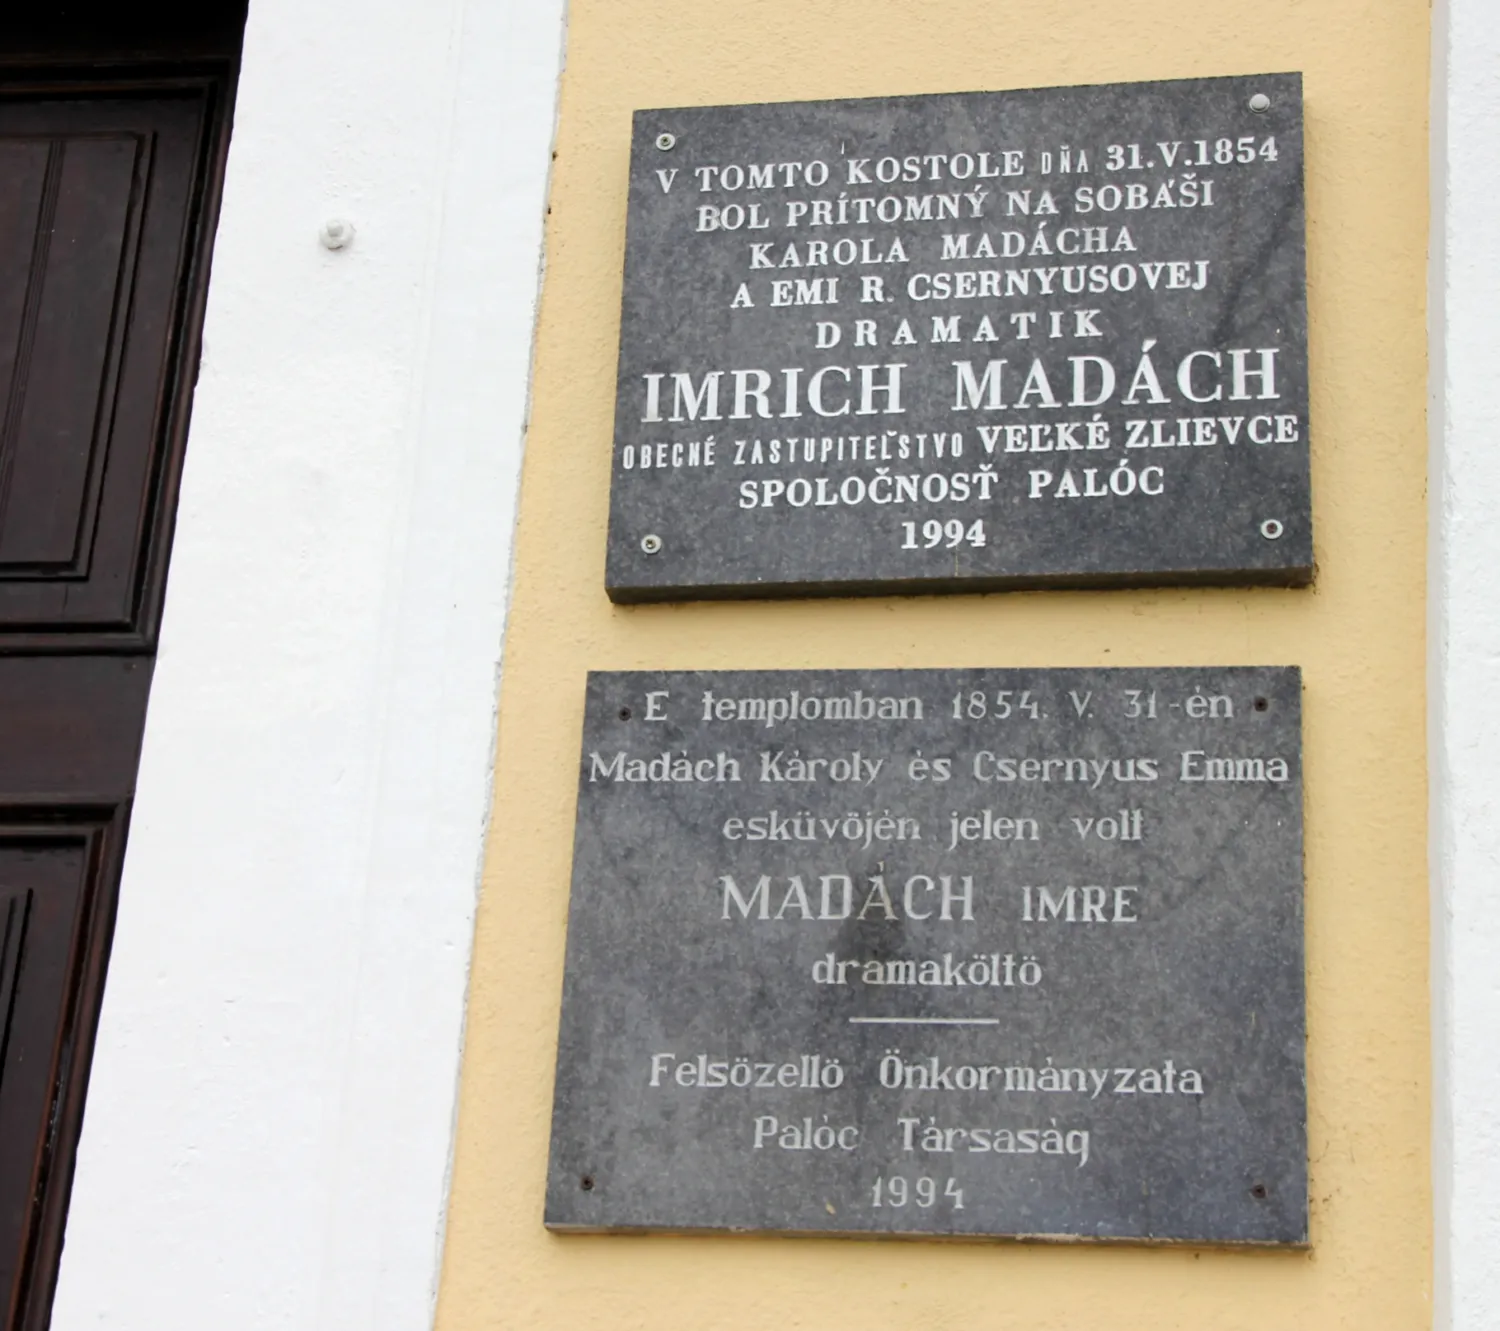 V TOMTO KOSTOLE DŇA 31.V.1854
BOL PRÍTOMNÝ NA SOBÁŠI
KAROLA MADÁCHA
A EMI R. CSERNYUSOVEJ
DRAMATIK
IMRICH MADÁCH
OBECNÉ ZASTUPITEĽSTVO VEĽKÉ ZLIEVCE
SPOLOČNOSŤ PALÓC
1994
E templomban 1854. V. 31-én
Madách Károly és Csernyus Emma
esküvöjén jelen volt
MADÁCH IMRE
drámaköltö
Felsözellö Önkormányzata
Palóc Társaság
1994